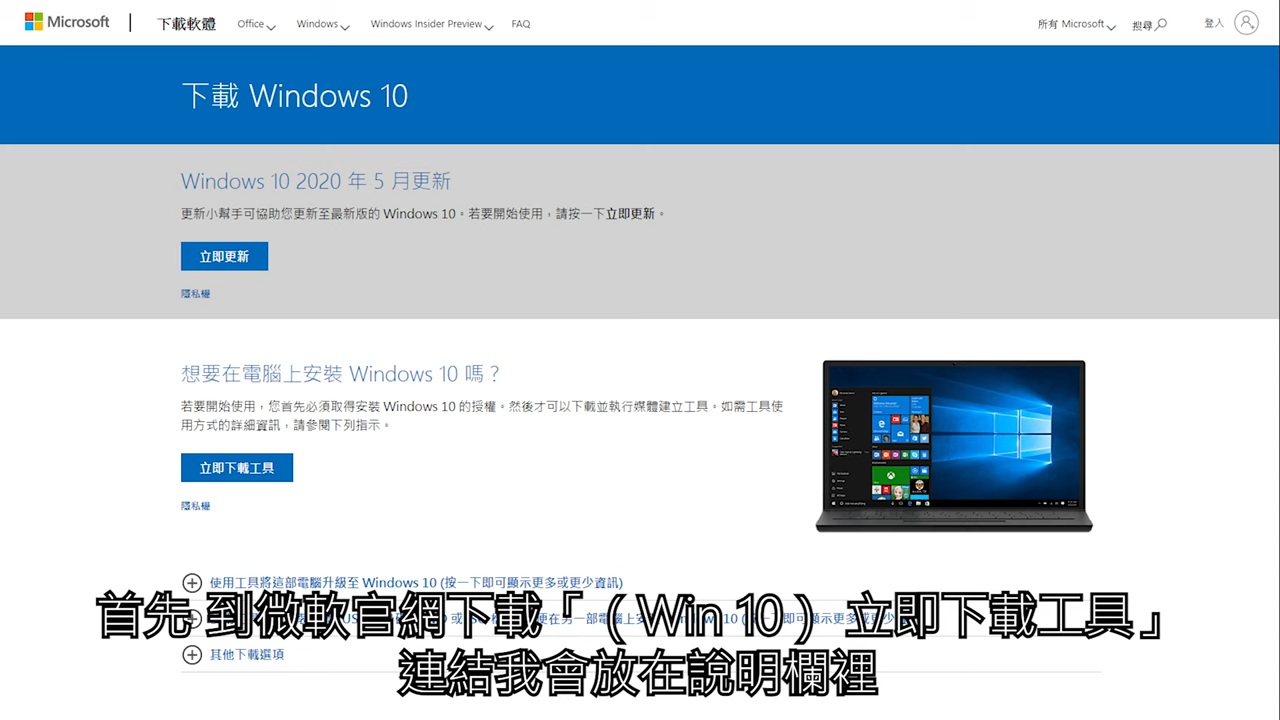 Microsoft
下載軟體
Office
Windows
Windows Insider Preview
FAQ
所有 Microsoft
搜尋
登入
下載 Windows 10
Windows 10 2020 年 5 月更新
更新小幫手可協助您更新至最新版的 Windows 10。若要開始使用，請按一下立即更新。
立即更新
隱私權
想要在電腦上安裝 Windows 10 嗎？
若要開始使用，您首先必須取得安裝 Windows 10 的授權。然後才可以下載並執行媒體建立工具。如需工具使
用方式的詳細資訊，請參閱下列指示。
立即下載工具
隱私權
使用工具將這部電腦升級至 Windows 10 (按一下即可顯示更多或更少資訊)
其他下載選項
首先 到微軟官網下載「（Win 10） 立即下載工具」
連結我會放在說明欄裡